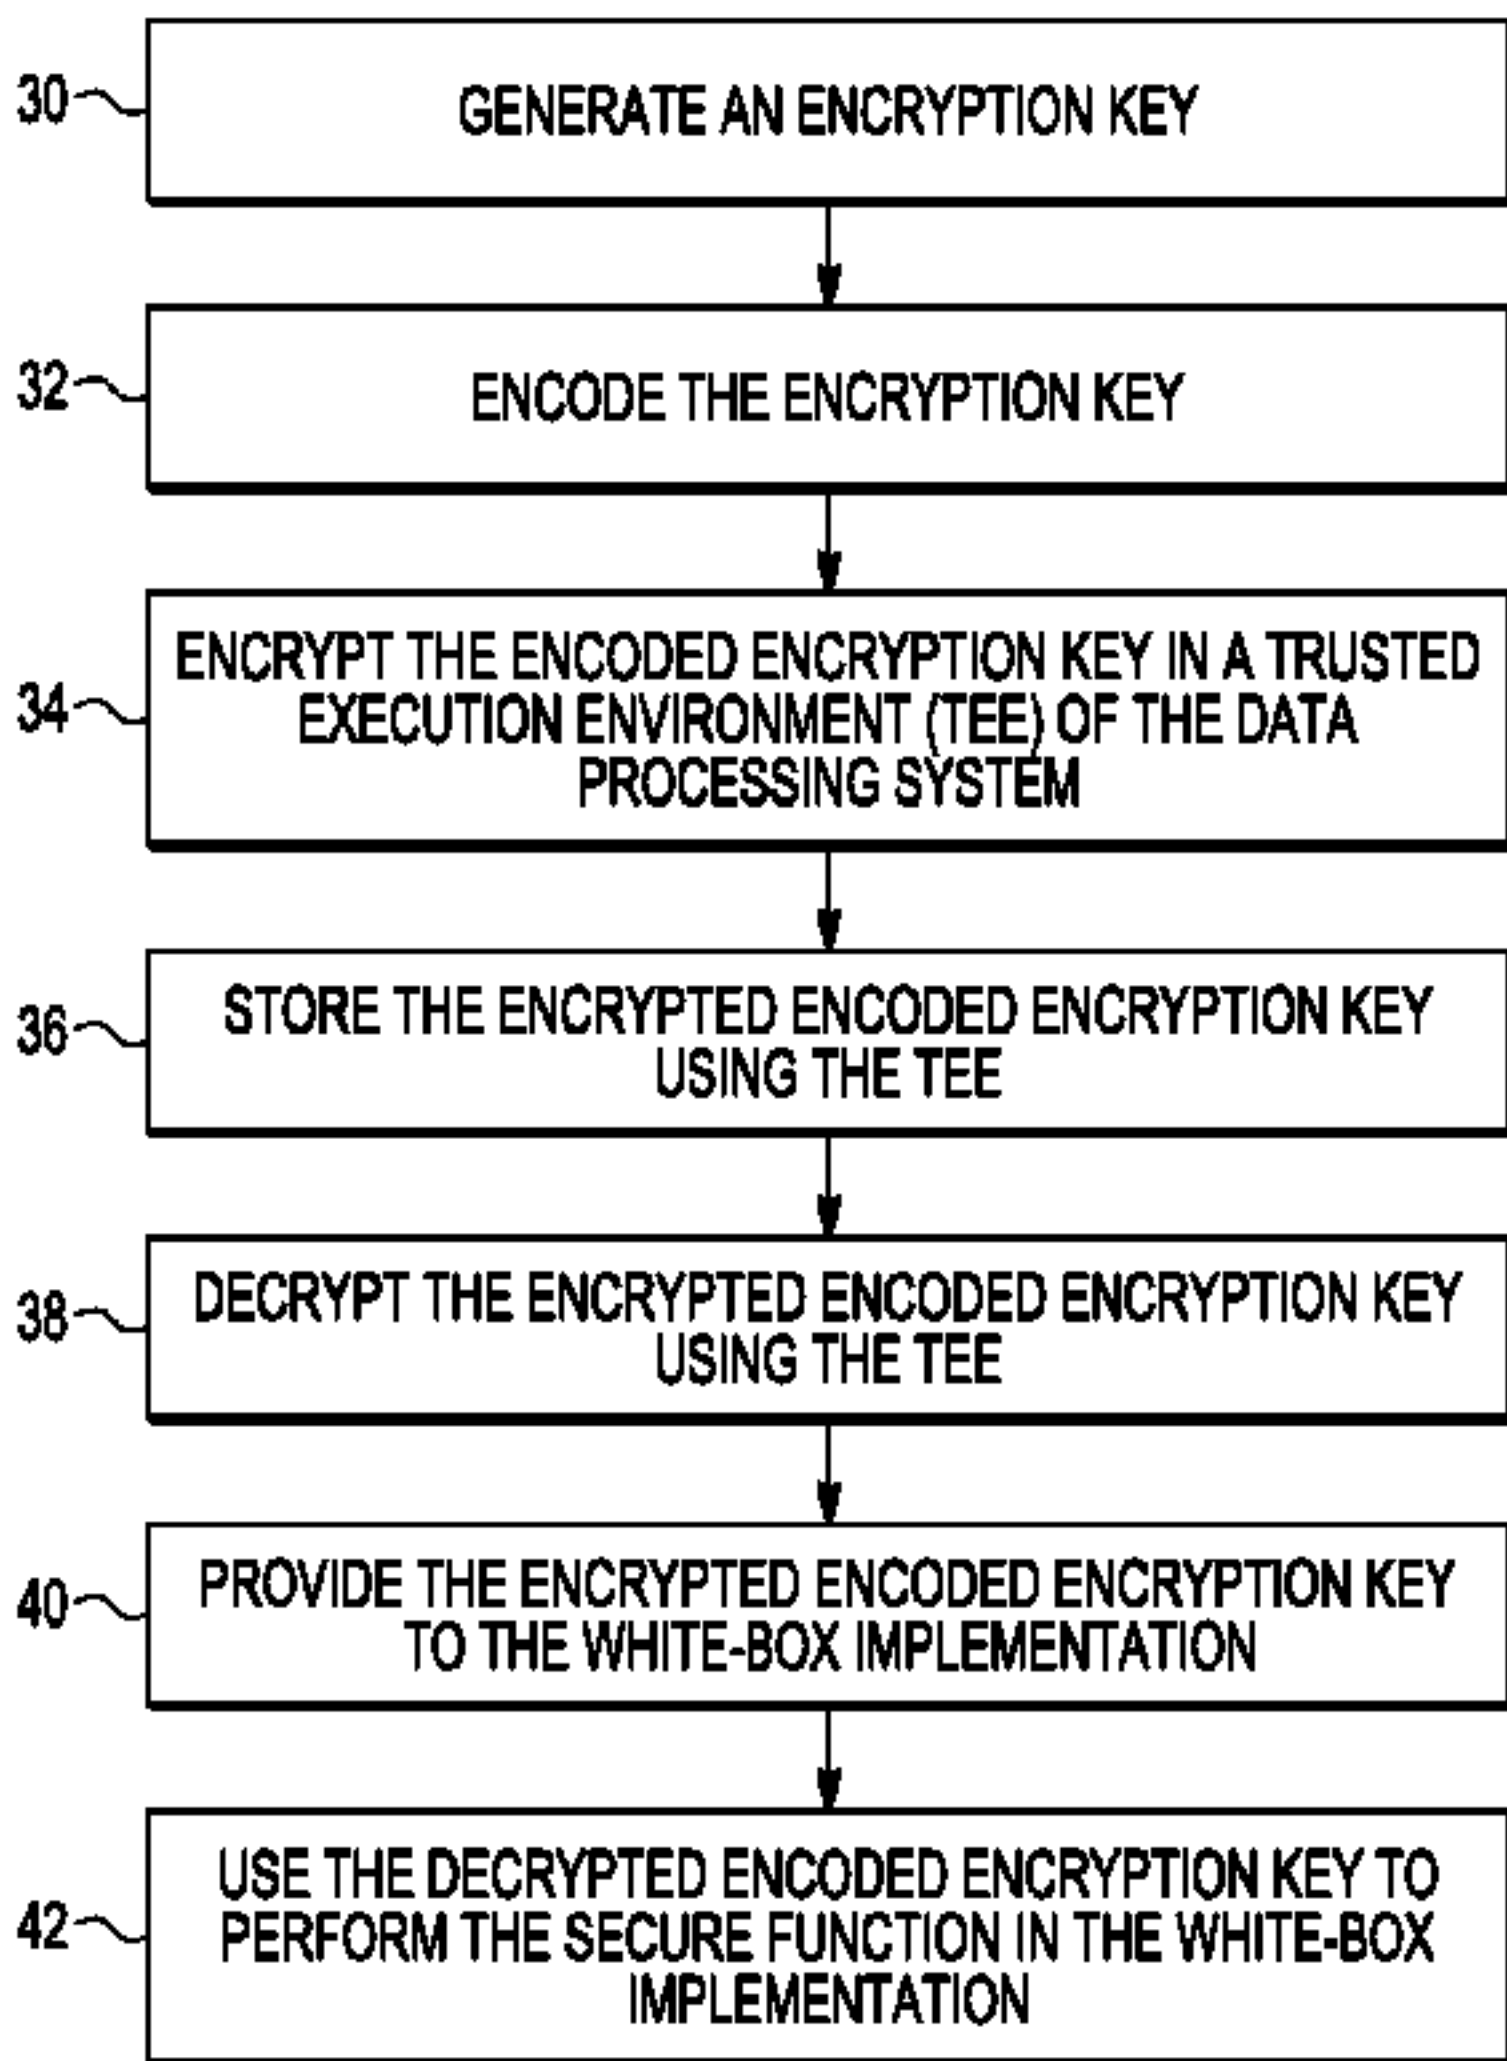 30
GENERATE AN ENCRYPTION KEY
32
ENCODE THE ENCRYPTION KEY
34
ENCRYPT THE ENCODED ENCRYPTION KEY IN A TRUSTED
EXECUTION ENVIRONMENT (TEE) OF THE DATA
PROCESSING SYSTEM
36
STORE THE ENCRYPTED ENCODED ENCRYPTION KEY
USING THE TEE
38
DECRYPT THE ENCRYPTED ENCODED ENCRYPTION KEY
USING THE TEE
40
PROVIDE THE ENCRYPTED ENCODED ENCRYPTION KEY
TO THE WHITE-BOX IMPLEMENTATION
42
USE THE DECRYPTED ENCODED ENCRYPTION KEY TO
PERFORM THE SECURE FUNCTION IN THE WHITE-BOX
IMPLEMENTATION